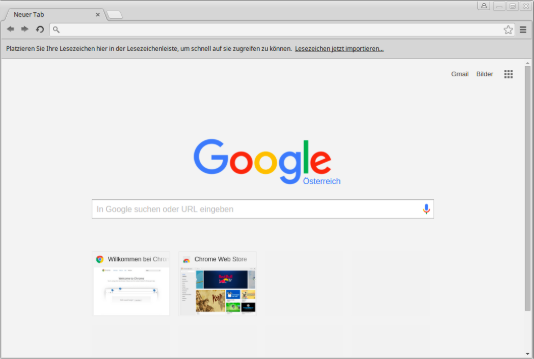 Neuer Tab
Platzieren Sie Ihre Lesezeichen hier in der Lesezeichenleiste, um schnell auf sie zugreifen zu können. Lesezeichen jetzt importieren...
Gmail Bilder
Google
Österreich
In Google suchen oder URL eingeben
Willkommen bei Chro
Chrome Web Store